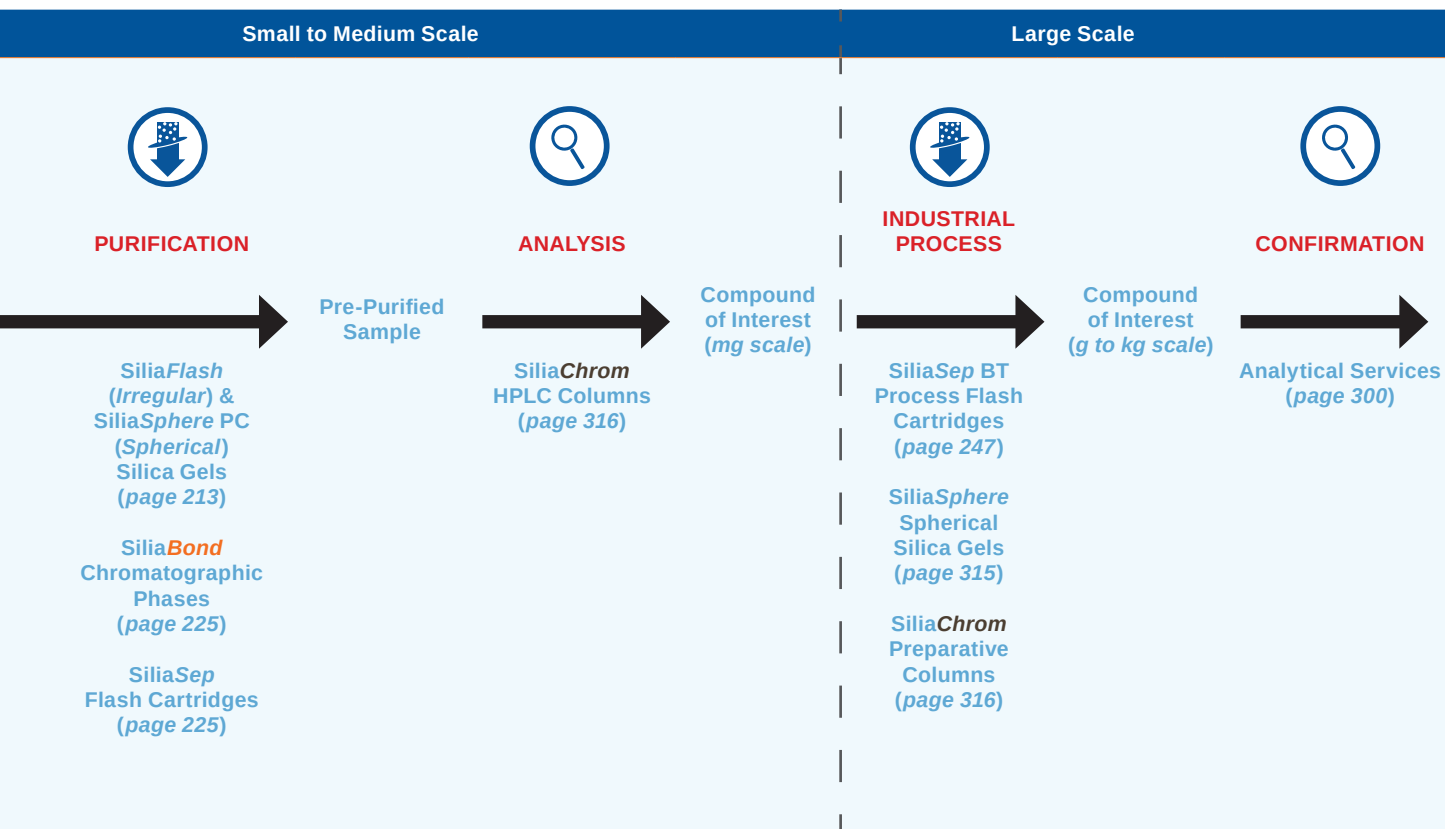 Small to Medium Scale
Large Scale
PURIFICATION
ANALYSIS
INDUSTRIAL
PROCESS
CONFIRMATION
Pre-Purified
Sample
Compound
of Interest
(mg scale)
Compound
of Interest
(g to kg scale)
SiliaFlash
(Irregular) &
SiliaSphere PC
(Spherical)
Silica Gels
(page 213)
SiliaBond
Chromatographic
Phases
(page 225)
SiliaSep
Flash Cartridges
(page 225)
SiliaChrom
HPLC Columns
(page 316)
SiliaSep BT
Process Flash
Cartridges
(page 247)
SiliaSphere
Spherical
Silica Gels
(page 315)
SiliaChrom
Preparative
Columns
(page 316)
Analytical Services
(page 300)